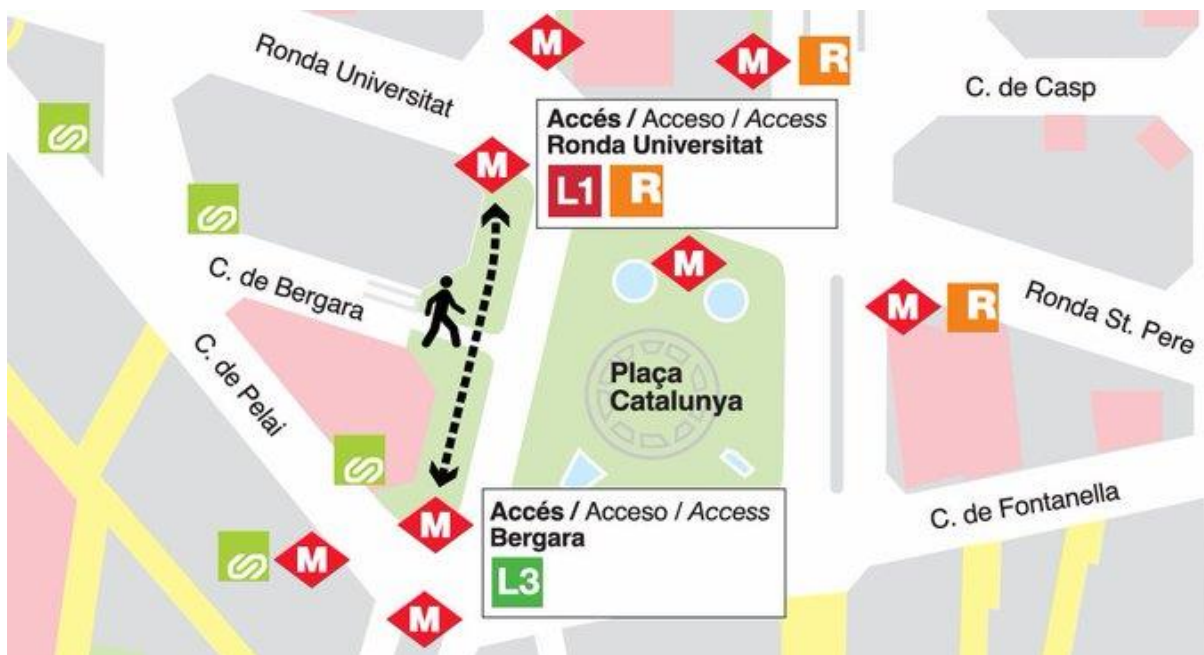 M
M
R
Ronda Universitat
C. de Casp
Accés / Acceso / Access
Ronda Universitat
L1 R
M
M
C. de Bergara
M R
Ronda St. Pere
C. de Pelai
Plaça
Catalunya
C. de Fontanella
Accés / Acceso / Access
Bergara
L3
M
M
M